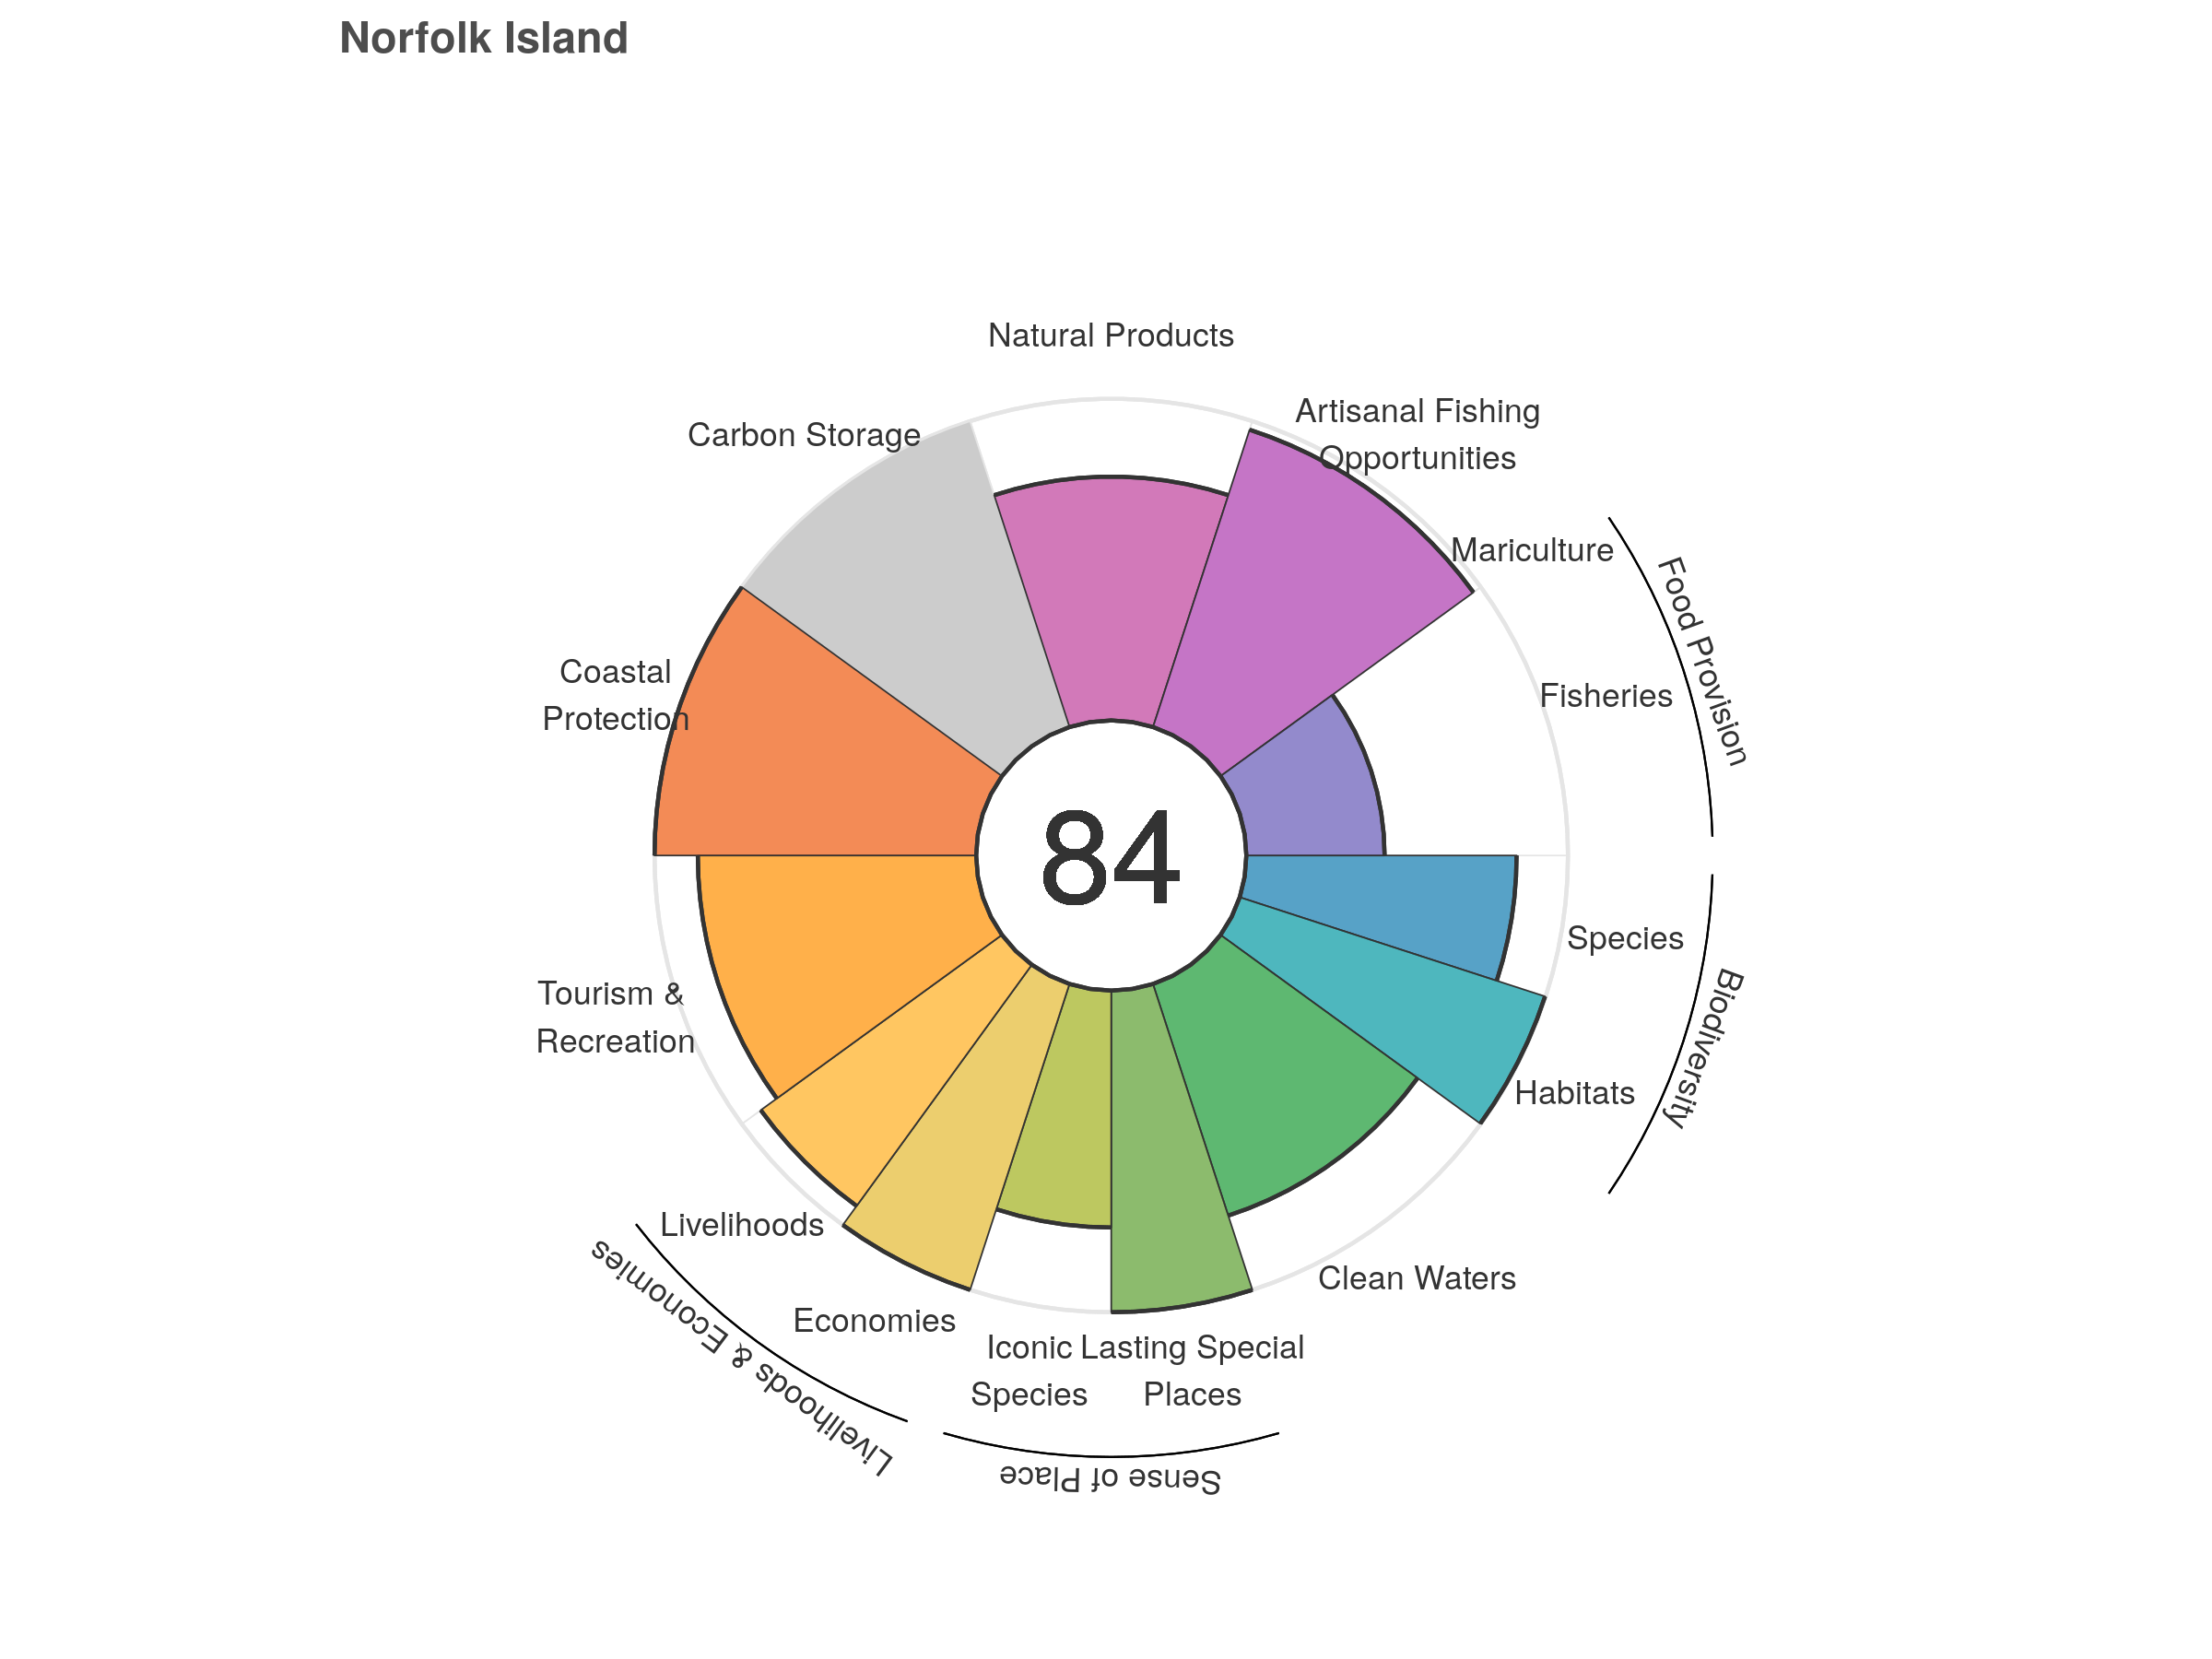 Norfolk Island
Natural Products
Artisanal Fishing
Opportunities
Carbon Storage
Mariculture
Food Provision
Fisheries
Coastal
Protection
84
Species
Biodiversity
Tourism &
Recreation
Habitats
Livelihoods
Clean Waters
Economies
Livelihoods & Economies
Iconic
Species
Lasting Special
Places
Sense of Place